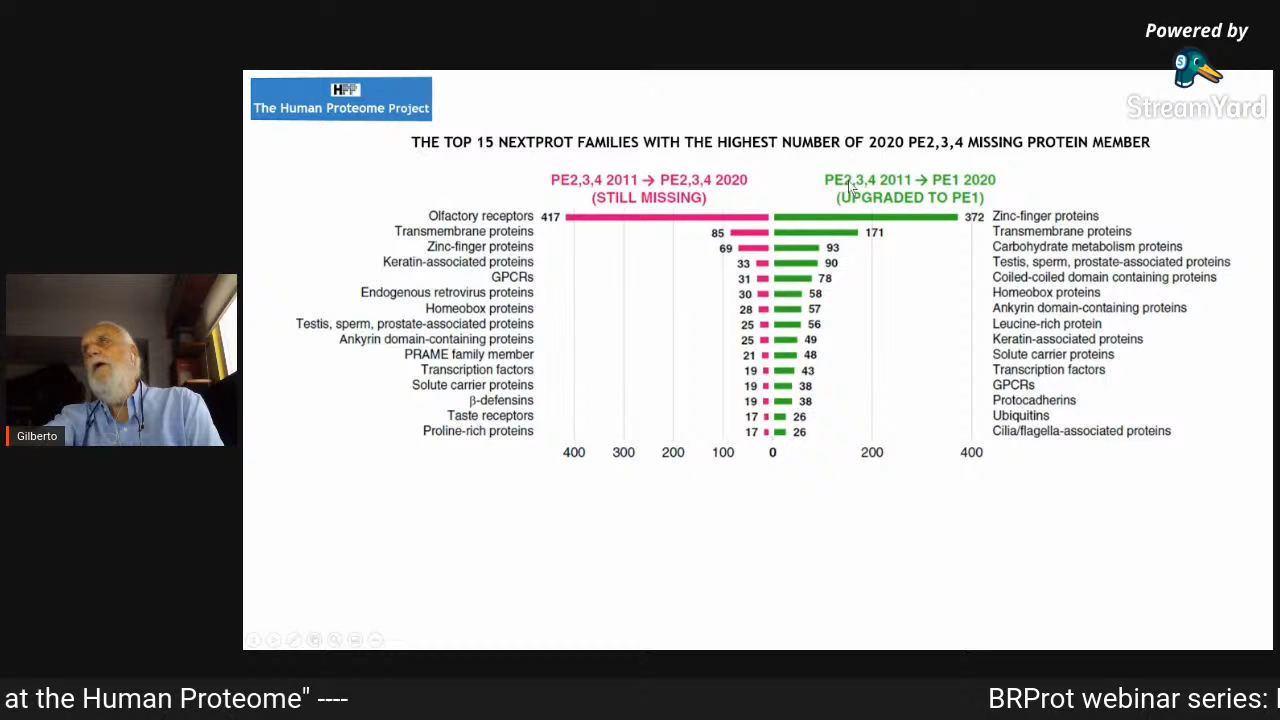 Powered by
StreamYard
HPP
The Human Proteome Project
THE TOP 15 NEXTPROT FAMILIES WITH THE HIGHEST NUMBER OF 2020 PE2,3,4 MISSING PROTEIN MEMBER
PE2,3,4 2011 → PE2,3,4 2020
(STILL MISSING)
PE2,3,4 2011 → PE1 2020
(UPGRADED TO PE1)
Olfactory receptors 417 372 Zinc-finger proteins
Transmembrane proteins 85 171 Transmembrane proteins
Zinc-finger proteins 69 93 Carbohydrate metabolism proteins
Keratin-associated proteins 33 90 Testis, sperm, prostate-associated proteins
GPCRs 31 78 Coiled-coiled domain containing proteins
Endogenous retrovirus proteins 30 58 Homeobox proteins
Homeobox proteins 28 57 Ankyrin domain-containing proteins
Testis, sperm, prostate-associated proteins 25 56 Leucine-rich protein
Ankyrin domain-containing proteins 25 49 Keratin-associated proteins
PRAME family member 21 48 Solute carrier proteins
Transcription factors 19 43 Transcription factors
Solute carrier proteins 19 38 GPCRs
β-defensins 19 38 Protocadherins
Taste receptors 17 26 Ubiquitins
Proline-rich proteins 17 26 Cilia/flagella-associated proteins
400 300 200 100 0 200 400
Gilberto
at the Human Proteome" ---- BRProt webinar series: